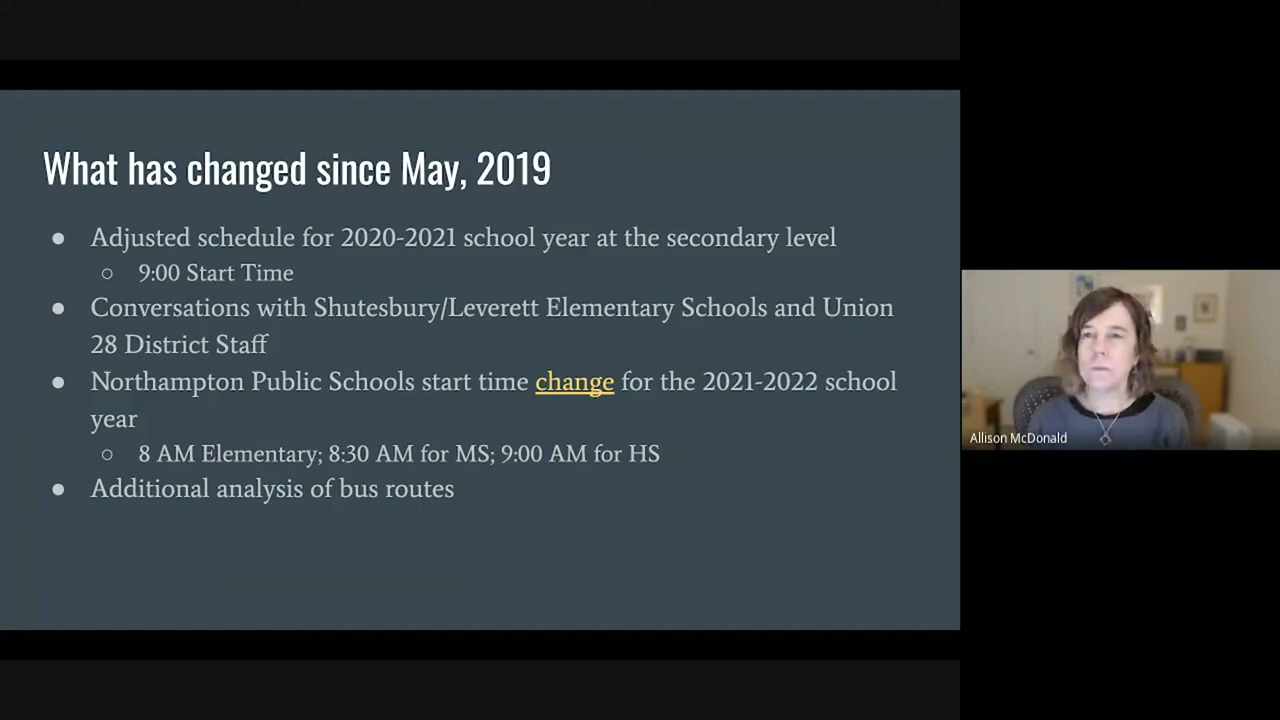 What has changed since May, 2019
● Adjusted schedule for 2020-2021 school year at the secondary level
○ 9:00 Start Time
● Conversations with Shutesbury/Leverett Elementary Schools and Union
28 District Staff
● Northampton Public Schools start time change for the 2021-2022 school
year
○ 8 AM Elementary; 8:30 AM for MS; 9:00 AM for HS
● Additional analysis of bus routes
Allison McDonald